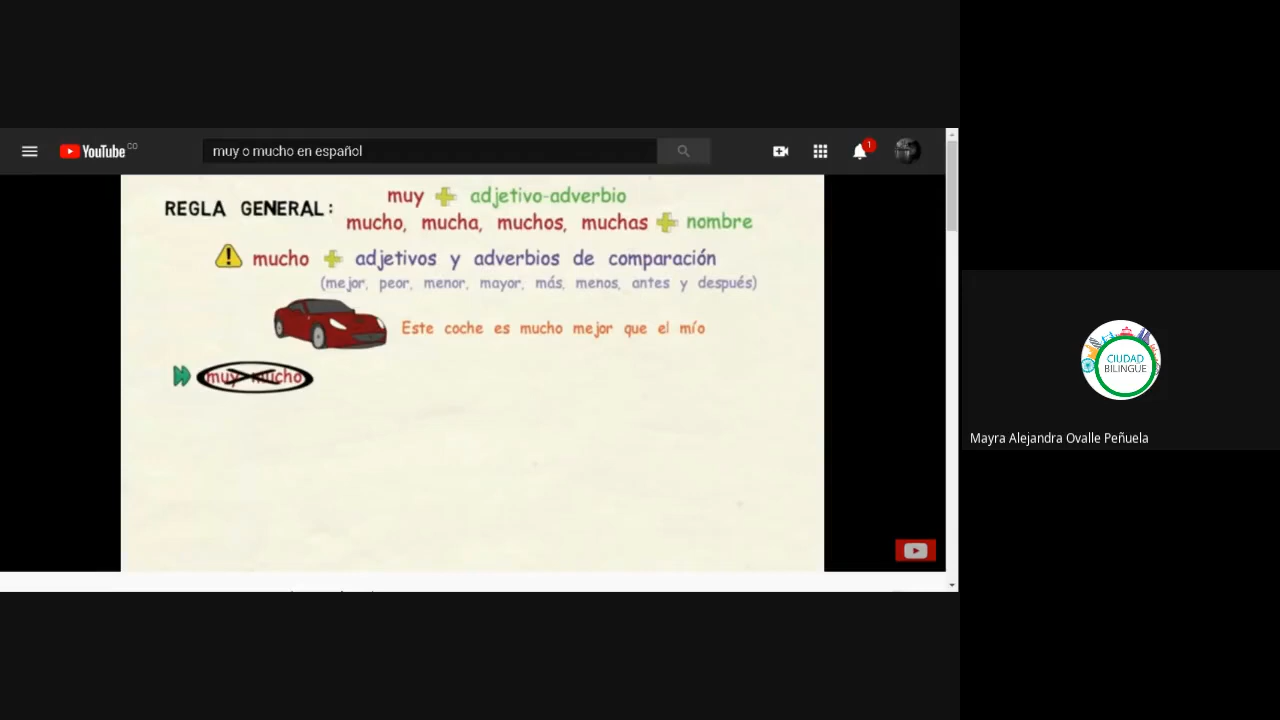 YouTube CO
muy o mucho en español
1
REGLA GENERAL:
muy + adjetivo-adverbio
mucho, mucha, muchos, muchas + nombre
! mucho + adjetivos y adverbios de comparación
(mejor, peor, menor, mayor, más, menos, antes y después)
Este coche es mucho mejor que el mío
muy mucho
CIUDAD
BILINGÜE
Mayra Alejandra Ovalle Peñuela